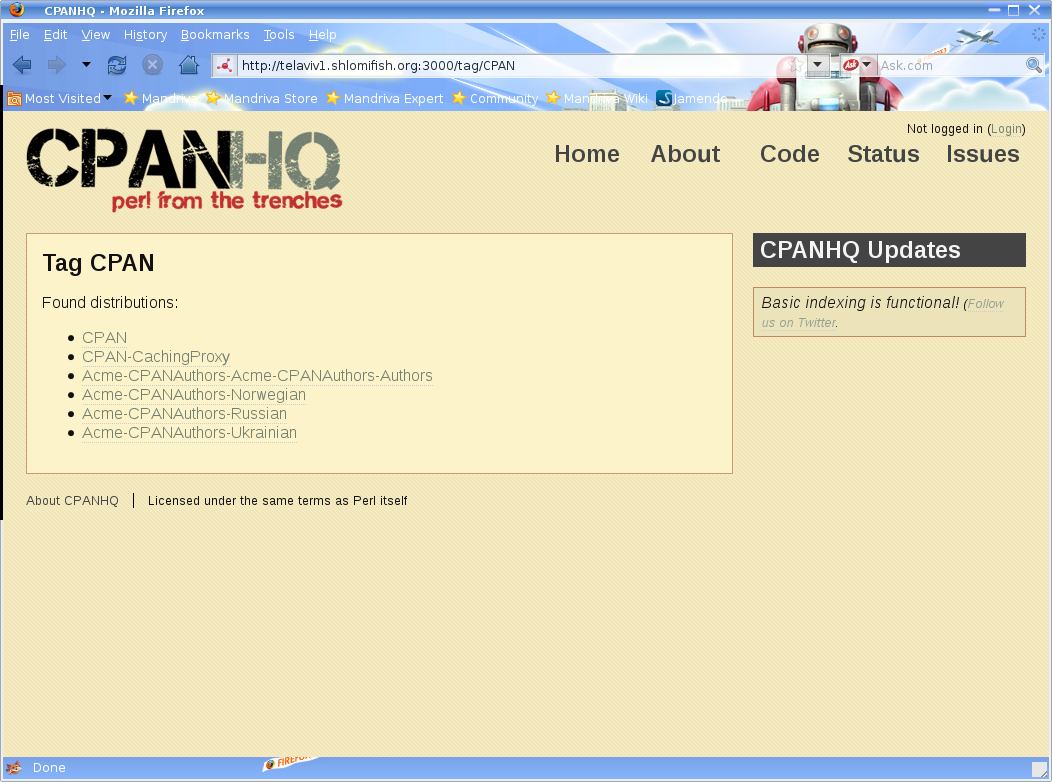 CPANHQ - Mozilla Firefox
File Edit View History Bookmarks Tools Help
http://telaviv1.shlomifish.org:3000/tag/CPAN
Ask
Ask.com
Most Visited Mandriva Mandriva Store Mandriva Expert Community Mandriva Wiki Jamendo
Not logged in (Login)
CPANHQ
perl from the trenches
Home About Code Status Issues
Tag CPAN
Found distributions:
CPAN
CPAN-CachingProxy
Acme-CPANAuthors-Acme-CPANAuthors-Authors
Acme-CPANAuthors-Norwegian
Acme-CPANAuthors-Russian
Acme-CPANAuthors-Ukrainian
CPANHQ Updates
Basic indexing is functional! (Follow
us on Twitter.
About CPANHQ | Licensed under the same terms as Perl itself
Done